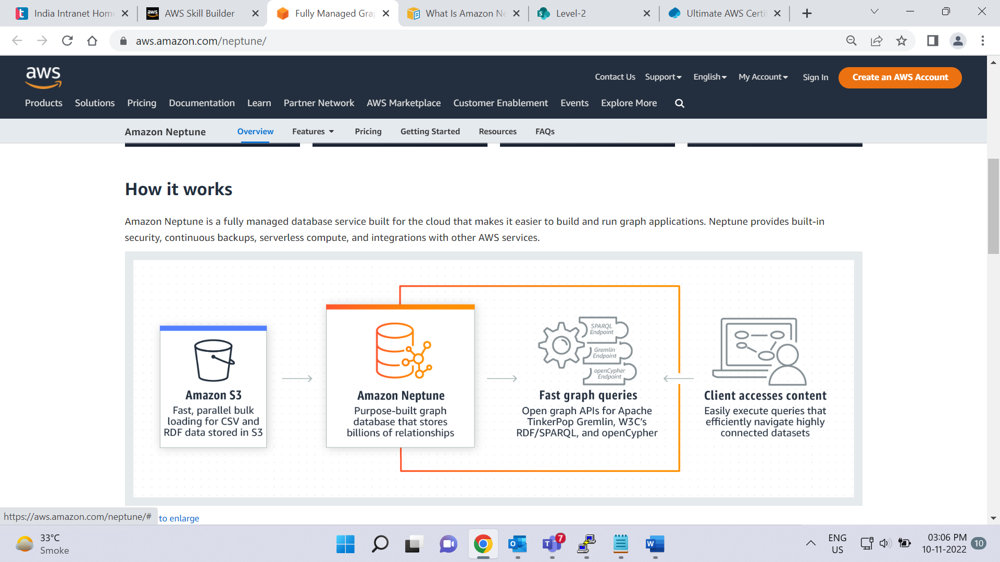 India Intranet Home
AWS Skill Builder
Fully Managed Gra
What Is Amazon Ne
Level-2
Ultimate AWS Certi
aws.amazon.com/neptune/
aws
Contact Us
Support
English
My Account
Sign In
Create an AWS Account
Products
Solutions
Pricing
Documentation
Learn
Partner Network
AWS Marketplace
Customer Enablement
Events
Explore More
Amazon Neptune
Overview
Features
Pricing
Getting Started
Resources
FAQs
How it works
Amazon Neptune is a fully managed database service built for the cloud that makes it easier to build and run graph applications. Neptune provides built-in
security, continuous backups, serverless compute, and integrations with other AWS services.
Amazon S3
Fast, parallel bulk
loading for CSV and
RDF data stored in S3
Amazon Neptune
Purpose-built graph
database that stores
billions of relationships
SPARQL
Endpoint
Gremlin
Endpoint
openCypher
Endpoint
Fast graph queries
Open graph APIs for Apache
TinkerPop Gremlin, W3C's
RDF/SPARQL, and openCypher
Client accesses content
Easily execute queries that
efficiently navigate highly
connected datasets
https://aws.amazon.com/neptune/#
to enlarge
33°C
Smoke
7
ENG
US
03:06 PM
10-11-2022
10